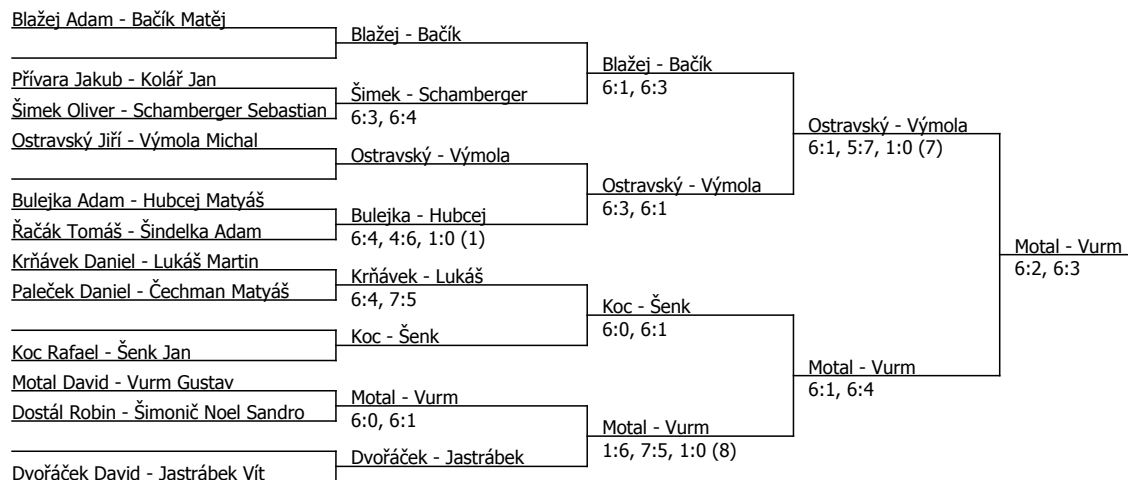 Blažej Adam - Bačík Matěj
Blažej - Bačík
Přívara Jakub - Kolář Jan
Šimek Oliver - Schamberger Sebastian
Šimek - Schamberger
6:3, 6:4
Blažej - Bačík
6:1, 6:3
Ostravský Jiří - Výmola Michal
Ostravský - Výmola
Bulejka Adam - Hubcej Matyáš
Řačák Tomáš - Šindelka Adam
Bulejka - Hubcej
6:4, 4:6, 1:0 (1)
Ostravský - Výmola
6:3, 6:1
Ostravský - Výmola
6:1, 5:7, 1:0 (7)
Krňávek Daniel - Lukáš Martin
Paleček Daniel - Čechman Matyáš
Krňávek - Lukáš
6:4, 7:5
Koc Rafael - Šenk Jan
Koc - Šenk
Koc - Šenk
6:0, 6:1
Motal David - Vurm Gustav
Dostál Robin - Šimonič Noel Sandro
Motal - Vurm
6:0, 6:1
Dvořáček David - Jastrábek Vít
Dvořáček - Jastrábek
Motal - Vurm
1:6, 7:5, 1:0 (8)
Motal - Vurm
6:1, 6:4
Motal - Vurm
6:2, 6:3